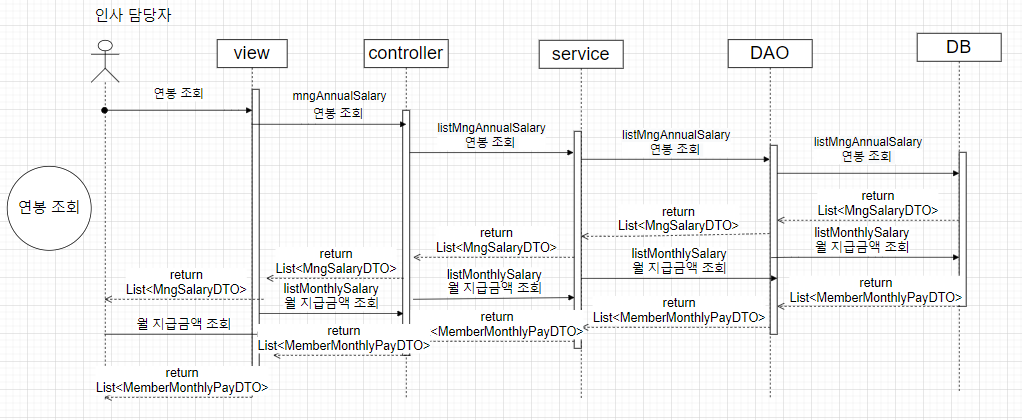 인사 담당자
view
controller
service
DAO
DB
연봉 조회
mngAnnualSalary
연봉 조회
listMngAnnualSalary
연봉 조회
listMngAnnualSalary
연봉 조회
listMngAnnualSalary
연봉 조회
연봉 조회
return
List<MngSalaryDTO>
return
List<MngSalaryDTO>
return
List<MngSalaryDTO>
return
List<MngSalaryDTO>
return
List<MngSalaryDTO>
월 지급금액 조회
listMonthlySalary
월 지급금액 조회
listMonthlySalary
월 지급금액 조회
listMonthlySalary
월 지급금액 조회
listMonthlySalary
월 지급금액 조회
return
List<MemberMonthlyPayDTO>
return
List<MemberMonthlyPayDTO>
return
<MemberMonthlyPayDTO>
return
List<MemberMonthlyPayDTO>
return
List<MemberMonthlyPayDTO>